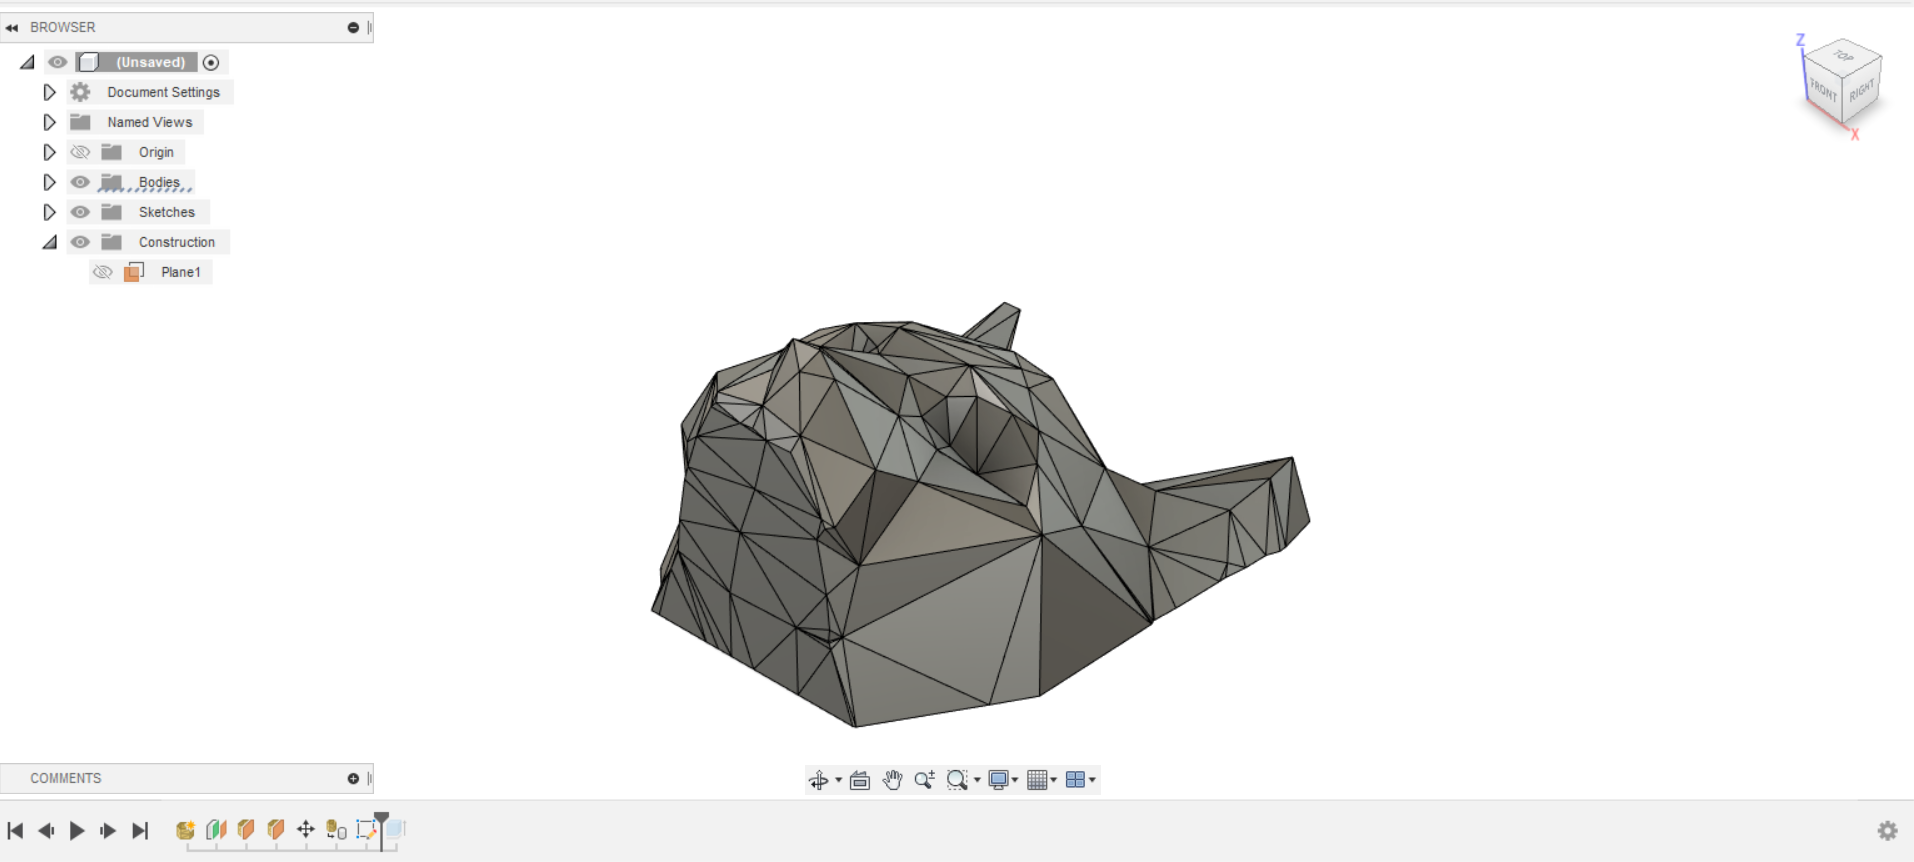 BROWSER
(Unsaved)
Document Settings
Named Views
Origin
Bodies
Sketches
Construction
Plane1
Z
TOP
FRONT
RIGHT
X
COMMENTS